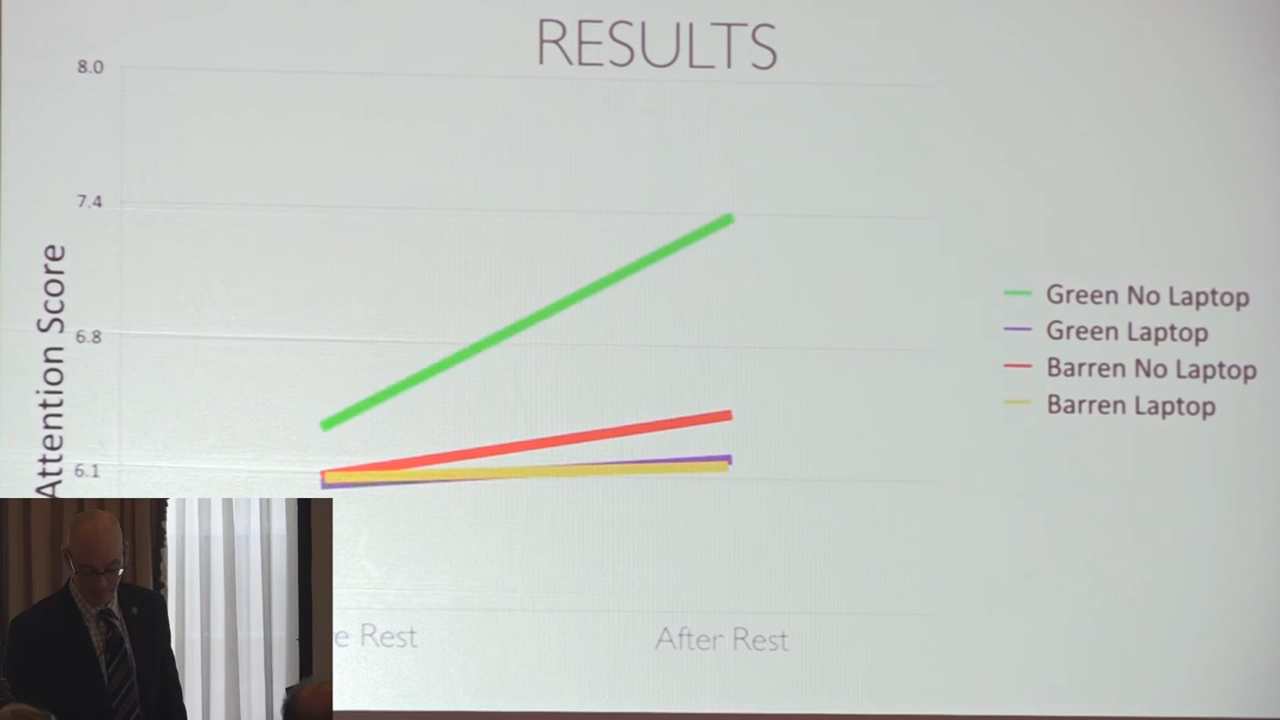 RESULTS
8.0
7.4
6.8
6.1
Attention Score
Green No Laptop
Green Laptop
Barren No Laptop
Barren Laptop
e Rest
After Rest